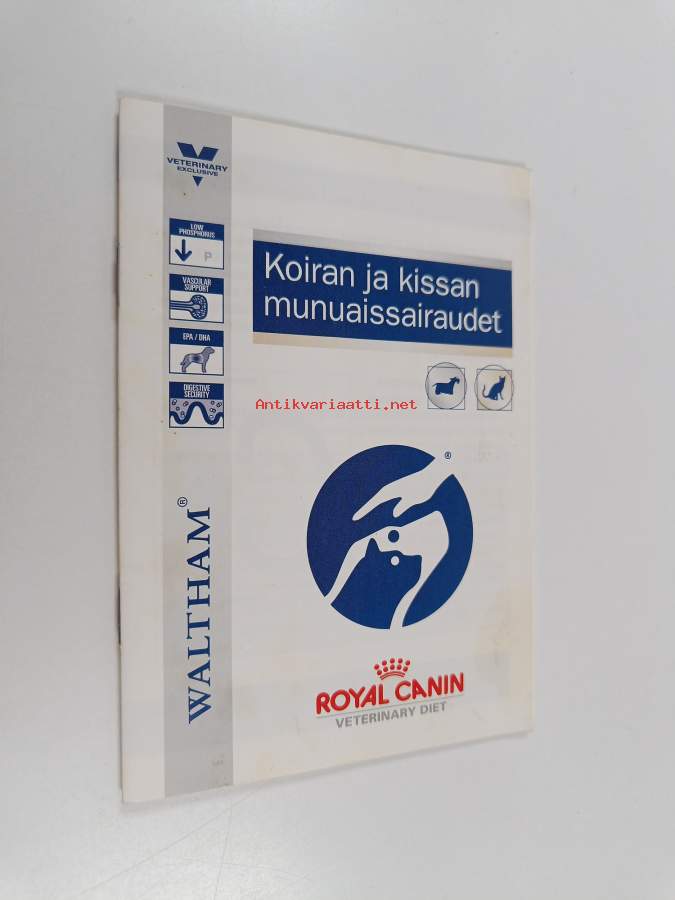 VETERINARY
EXCLUSIVE
LOW
PHOSPHORUS
P
VASCULAR
SUPPORT
EPA / DHA
DIGESTIVE
SECURITY
WALTHAM®
Koiran ja kissan
munuaissairaudet
Antikvariaatti.net
®
ROYAL CANIN
VETERINARY DIET